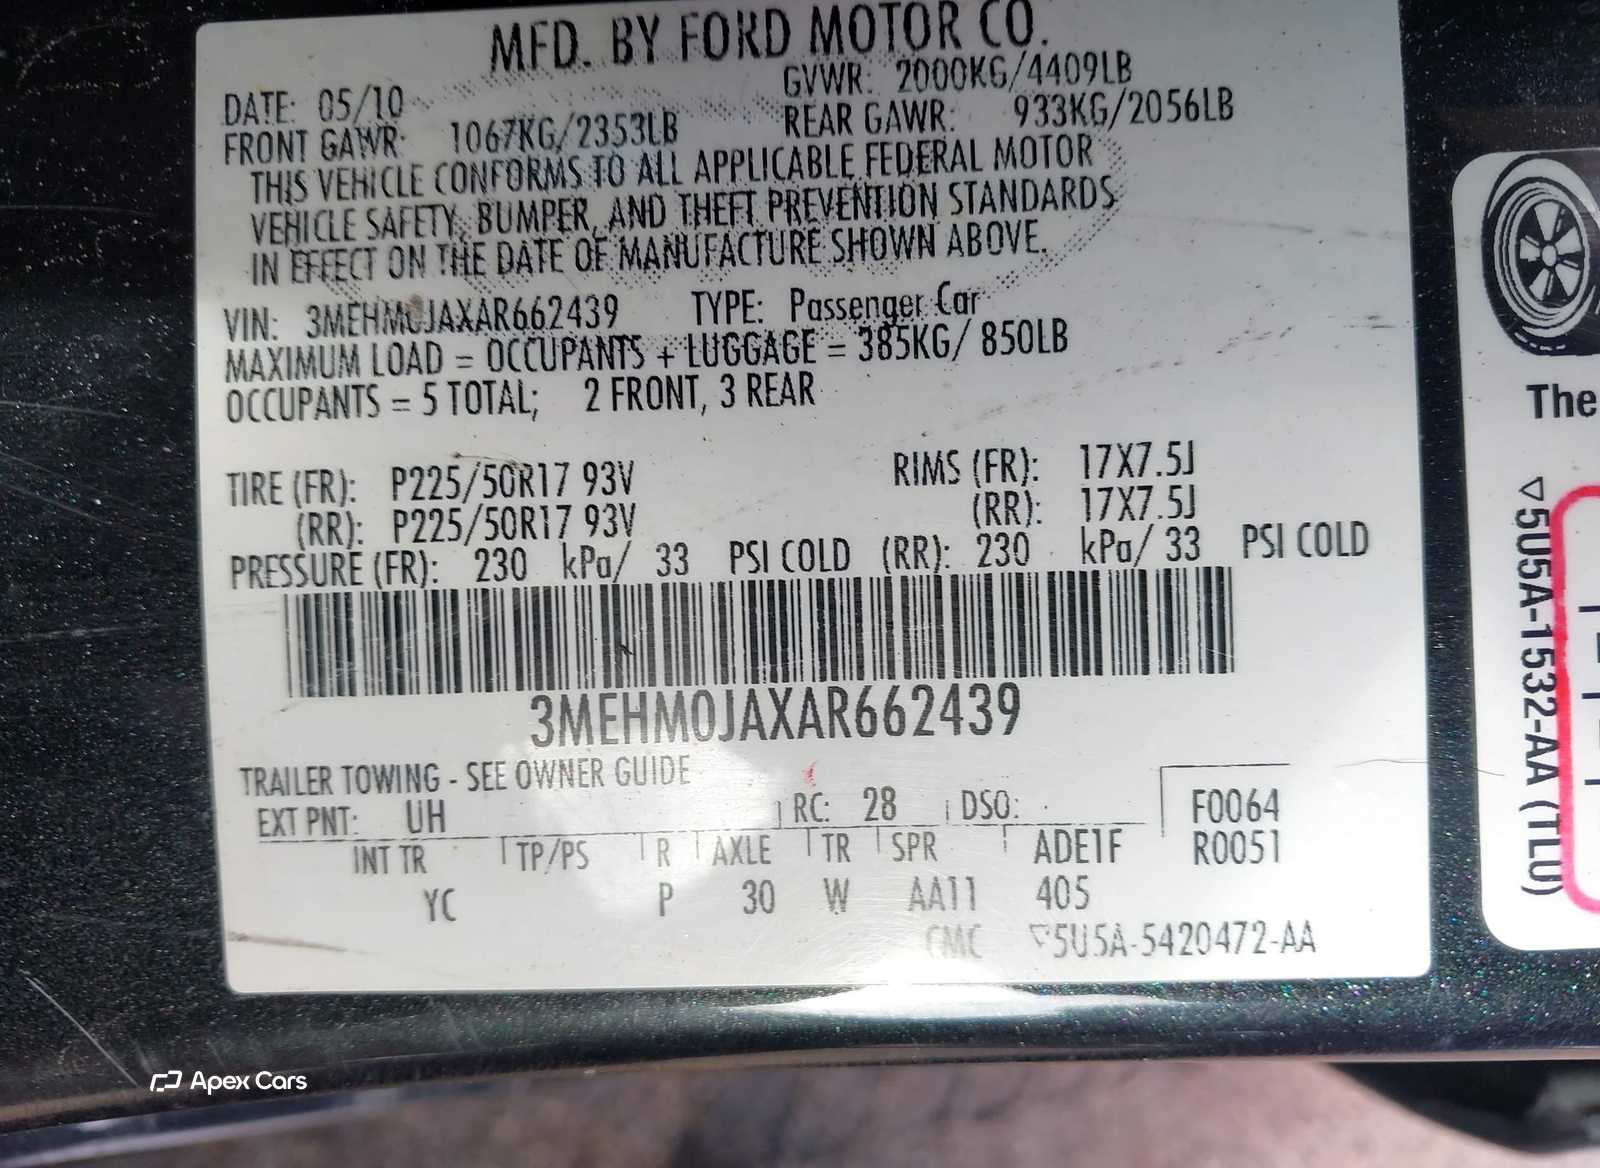 MFD. BY FORD MOTOR CO.
DATE: 05/10 GVWR: 2000KG/4409LB
FRONT GAWR: 1067KG/2353LB REAR GAWR: 933KG/2056LB
THIS VEHICLE CONFORMS TO ALL APPLICABLE FEDERAL MOTOR
VEHICLE SAFETY, BUMPER, AND THEFT PREVENTION STANDARDS
IN EFFECT ON THE DATE OF MANUFACTURE SHOWN ABOVE.
VIN: 3MEHM0JAXAR662439 TYPE: Passenger Car
MAXIMUM LOAD = OCCUPANTS + LUGGAGE = 385KG/ 850LB
OCCUPANTS = 5 TOTAL; 2 FRONT, 3 REAR
TIRE (FR): P225/50R17 93V RIMS (FR): 17X7.5J
(RR): P225/50R17 93V (RR): 17X7.5J
PRESSURE (FR): 230 kPa/ 33 PSI COLD (RR): 230 kPa/ 33 PSI COLD
3MEHM0JAXAR662439
TRAILER TOWING - SEE OWNER GUIDE
EXT PNT: UH RC: 28 DSO: F0064
INT TR TP/PS R AXLE TR SPR ADE1F R0051
YC P 30 W AA11 405
CMC ▽5U5A-5420472-AA
The
▽5U5A-1532-AA (TLU)
Apex Cars